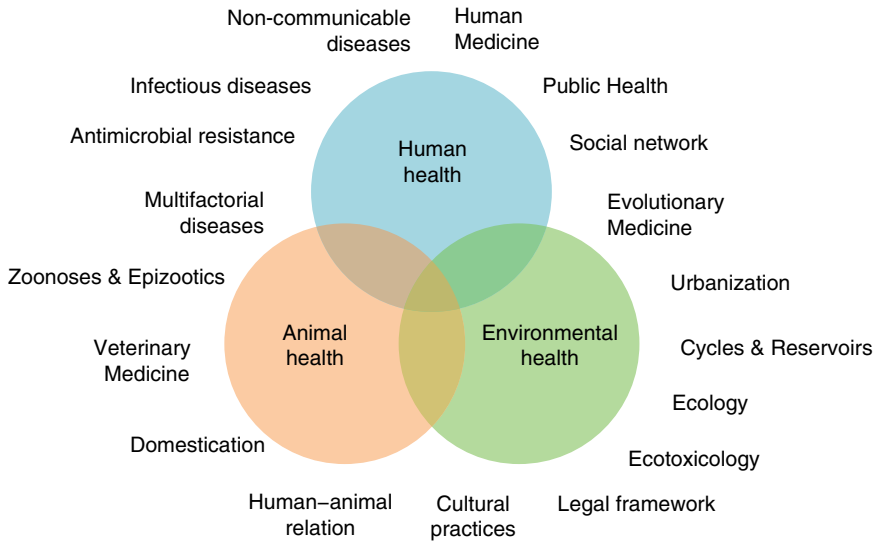 Non-communicable
diseases
Human
Medicine
Infectious diseases
Public Health
Antimicrobial resistance
Social network
Human
health
Multifactorial
diseases
Evolutionary
Medicine
Zoonoses & Epizootics
Urbanization
Animal
health
Environmental
health
Veterinary
Medicine
Cycles & Reservoirs
Ecology
Domestication
Ecotoxicology
Human–animal
relation
Cultural
practices
Legal framework